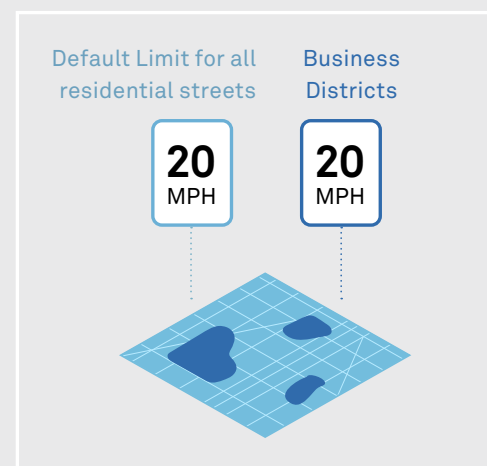 Default Limit for all
residential streets
Business
Districts
20
MPH
20
MPH